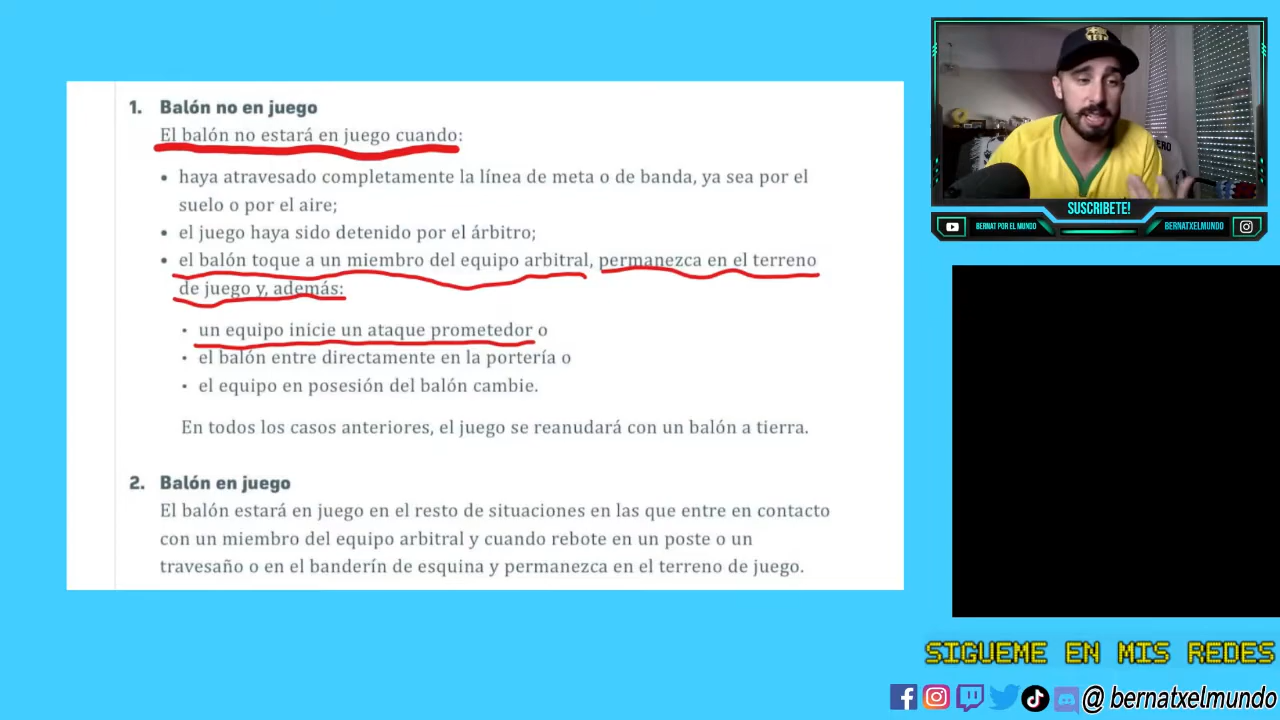 1. Balón no en juego
El balón no estará en juego cuando:
• haya atravesado completamente la línea de meta o de banda, ya sea por el
suelo o por el aire;
• el juego haya sido detenido por el árbitro;
• el balón toque a un miembro del equipo arbitral, permanezca en el terreno
de juego y, además:
• un equipo inicie un ataque prometedor o
• el balón entre directamente en la portería o
• el equipo en posesión del balón cambie.
En todos los casos anteriores, el juego se reanudará con un balón a tierra.
2. Balón en juego
El balón estará en juego en el resto de situaciones en las que entre en contacto
con un miembro del equipo arbitral y cuando rebote en un poste o un
travesaño o en el banderín de esquina y permanezca en el terreno de juego.
SUSCRIBETE!
BERNAT POR EL MUNDO
BERNATXELMUNDO
SIGUEME EN MIS REDES
@ bernatxelmundo